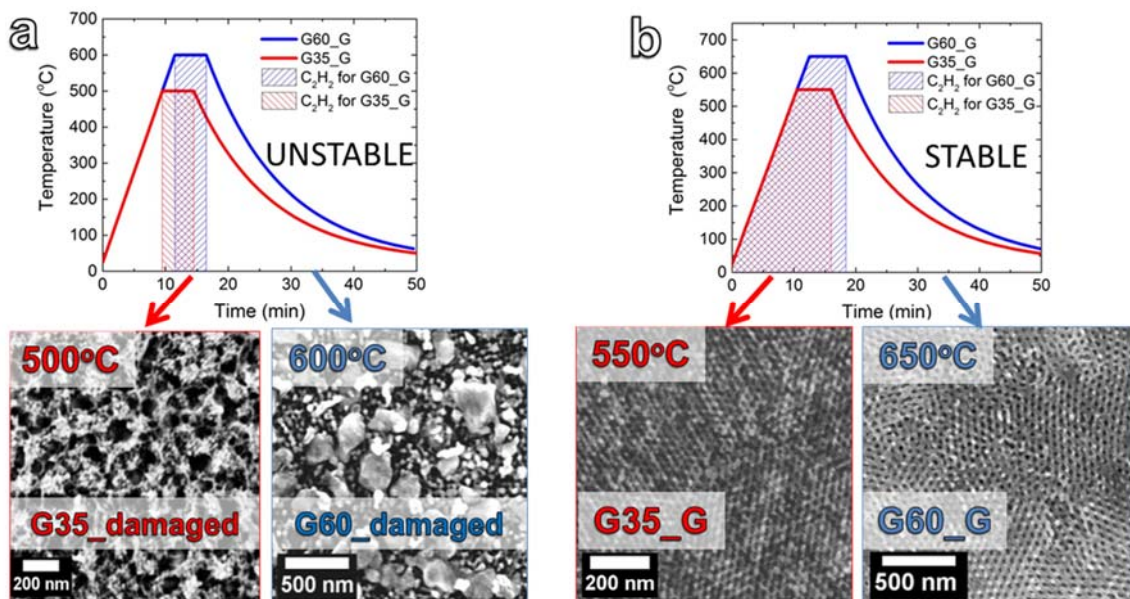 a
700
600
500
400
300
200
100
0
Temperature (°C)
G60_G
G35_G
C₂H₂ for G60_G
C₂H₂ for G35_G
UNSTABLE
0 10 20 30 40 50
Time (min)
500°C
G35_damaged
200 nm
600°C
G60_damaged
500 nm
b
700
600
500
400
300
200
100
0
Temperature (°C)
G60_G
G35_G
C₂H₂ for G60_G
C₂H₂ for G35_G
STABLE
0 10 20 30 40 50
Time (min)
550°C
G35_G
200 nm
650°C
G60_G
500 nm